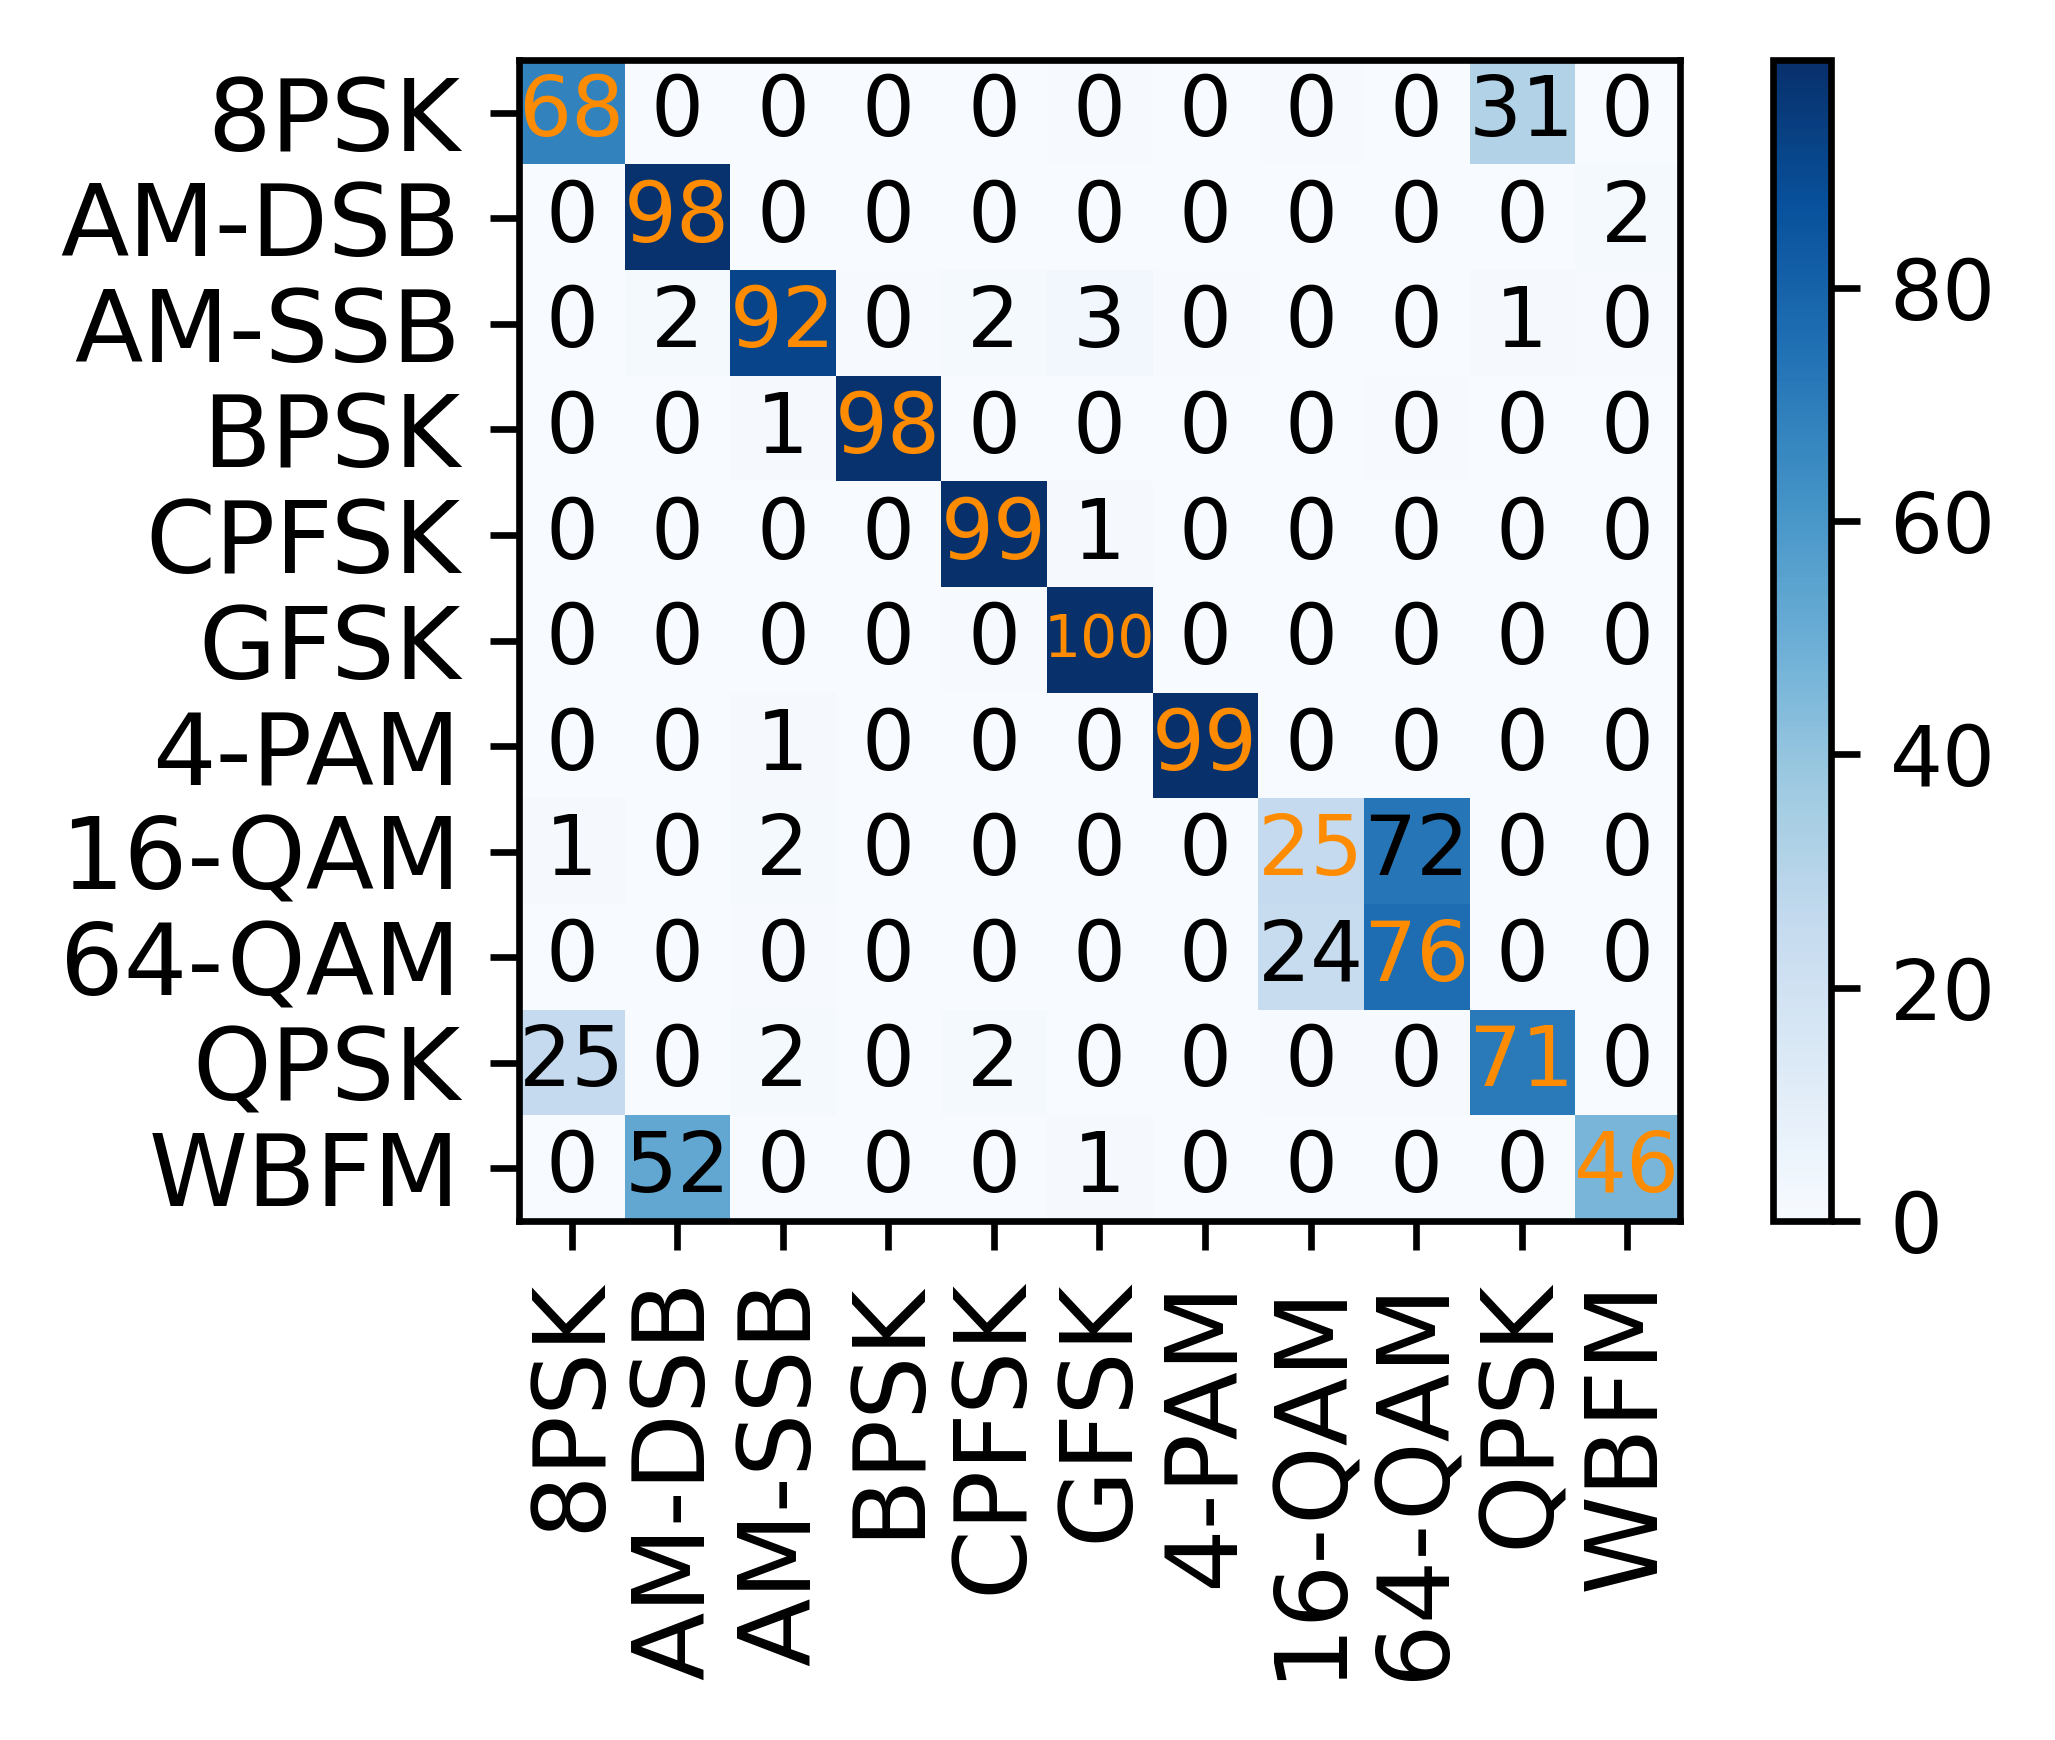 8PSK 68 0 0 0 0 0 0 0 0 31 0
AM-DSB 0 98 0 0 0 0 0 0 0 0 2
AM-SSB 0 2 92 0 2 3 0 0 0 1 0
BPSK 0 0 1 98 0 0 0 0 0 0 0
CPFSK 0 0 0 0 99 1 0 0 0 0 0
GFSK 0 0 0 0 0 100 0 0 0 0 0
4-PAM 0 0 1 0 0 0 99 0 0 0 0
16-QAM 1 0 2 0 0 0 0 25 72 0 0
64-QAM 0 0 0 0 0 0 0 24 76 0 0
QPSK 25 0 2 0 2 0 0 0 0 71 0
WBFM 0 52 0 0 0 1 0 0 0 0 46
8PSK
AM-DSB
AM-SSB
BPSK
CPFSK
GFSK
4-PAM
16-QAM
64-QAM
QPSK
WBFM
80
60
40
20
0